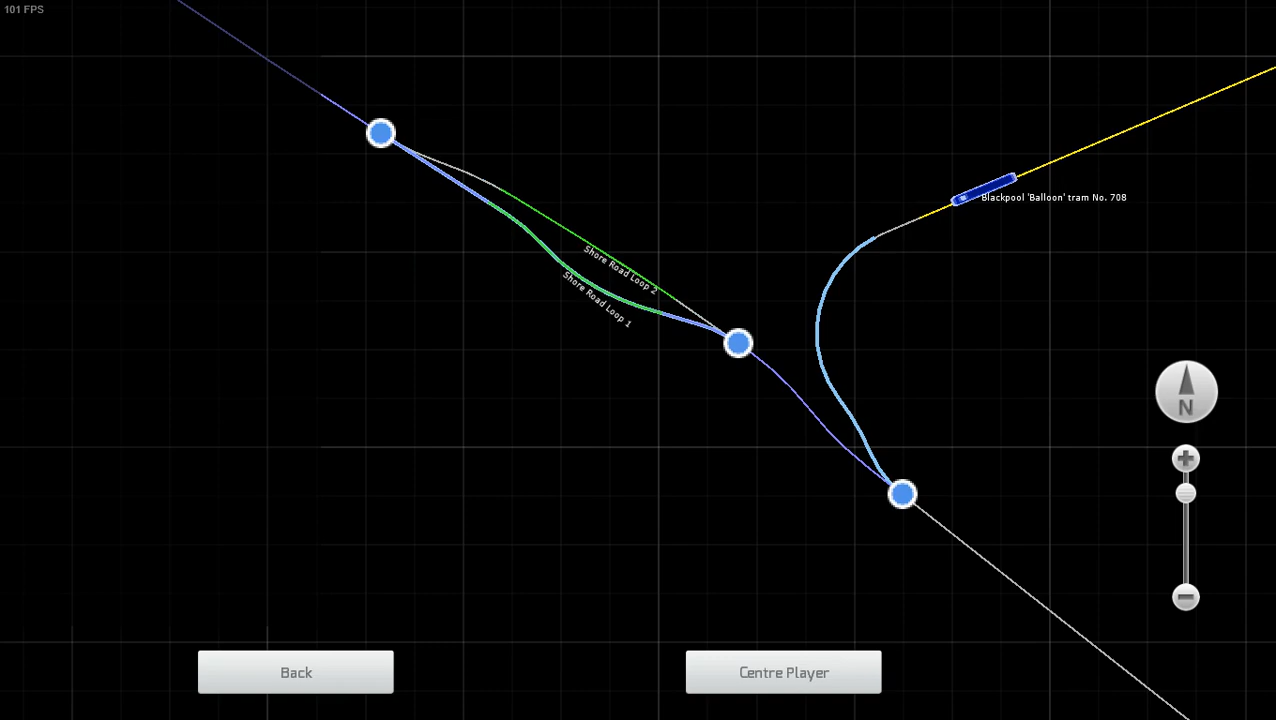 101 FPS
Blackpool 'Balloon' tram No. 708
Shore Road Loop 2
Shore Road Loop 1
N
Back
Centre Player